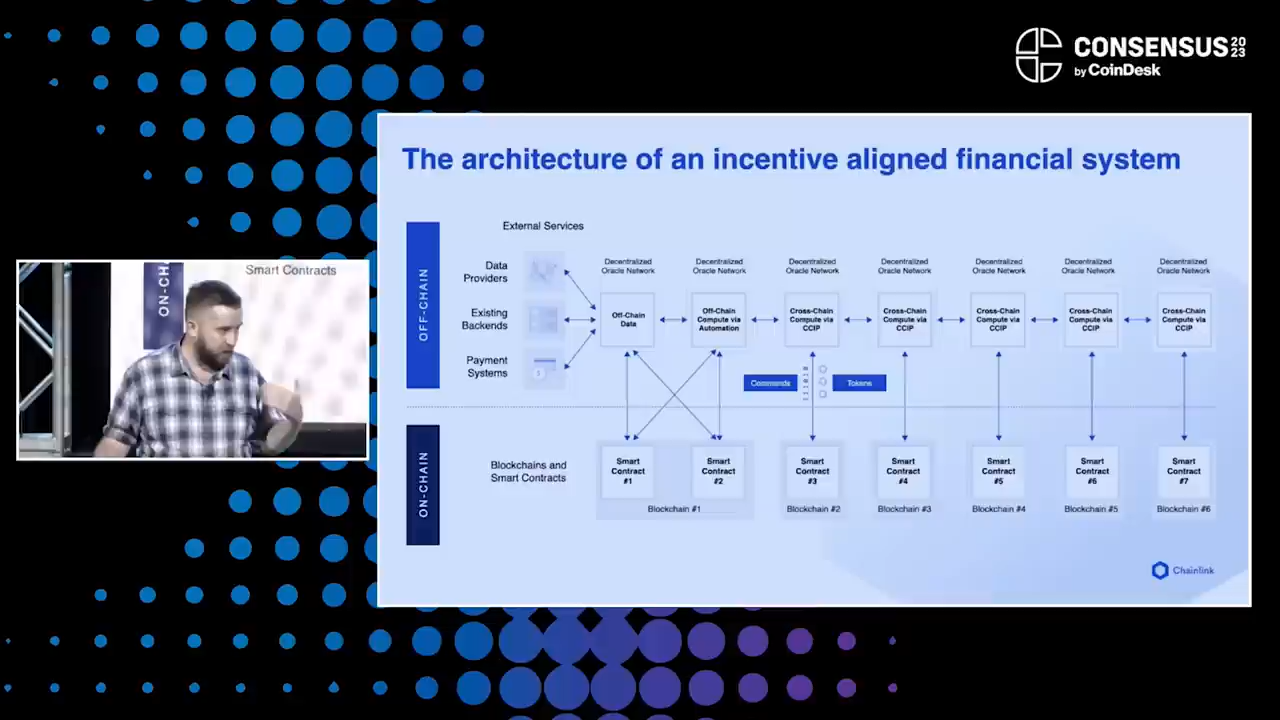 CONSENSUS 20
23
by CoinDesk
The architecture of an incentive aligned financial system
External Services
OFF-CHAIN
Data
Providers
Existing
Backends
Payment
Systems
Decentralized
Oracle Network
Decentralized
Oracle Network
Decentralized
Oracle Network
Decentralized
Oracle Network
Decentralized
Oracle Network
Decentralized
Oracle Network
Decentralized
Oracle Network
Off-Chain
Data
Off-Chain
Compute via
Automation
Cross-Chain
Compute via
CCIP
Cross-Chain
Compute via
CCIP
Cross-Chain
Compute via
CCIP
Cross-Chain
Compute via
CCIP
Cross-Chain
Compute via
CCIP
Commands
Tokens
ON-CHAIN
Blockchains and
Smart Contracts
Smart
Contract
#1
Smart
Contract
#2
Smart
Contract
#3
Smart
Contract
#4
Smart
Contract
#5
Smart
Contract
#6
Smart
Contract
#7
Blockchain #1
Blockchain #2
Blockchain #3
Blockchain #4
Blockchain #5
Blockchain #6
Chainlink
ON-CH
Smart Contracts